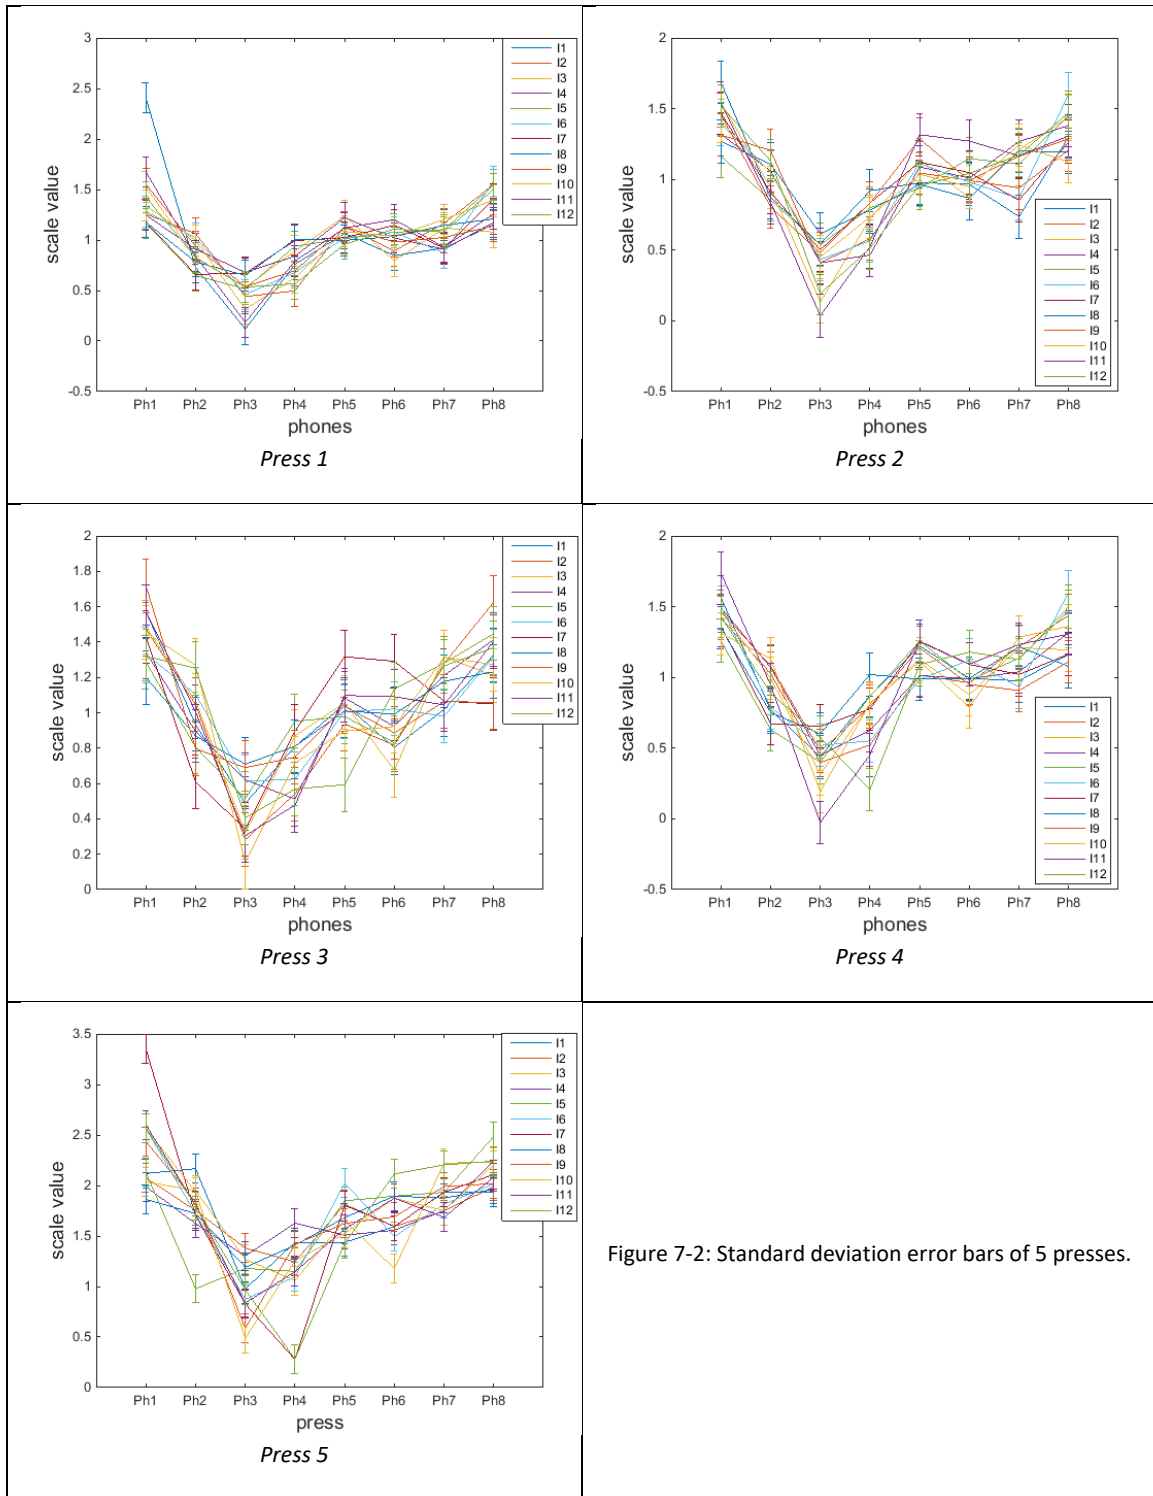 3
2.5
2
1.5
1
0.5
0
-0.5
scale value
Ph1 Ph2 Ph3 Ph4 Ph5 Ph6 Ph7 Ph8
phones
I1
I2
I3
I4
I5
I6
I7
I8
I9
I10
I11
I12
Press 1
2
1.5
1
0.5
0
-0.5
scale value
Ph1 Ph2 Ph3 Ph4 Ph5 Ph6 Ph7 Ph8
phones
I1
I2
I3
I4
I5
I6
I7
I8
I9
I10
I11
I12
Press 2
2
1.8
1.6
1.4
1.2
1
0.8
0.6
0.4
0.2
0
scale value
Ph1 Ph2 Ph3 Ph4 Ph5 Ph6 Ph7 Ph8
phones
I1
I2
I3
I4
I5
I6
I7
I8
I9
I10
I11
I12
Press 3
2
1.5
1
0.5
0
-0.5
scale value
Ph1 Ph2 Ph3 Ph4 Ph5 Ph6 Ph7 Ph8
phones
I1
I2
I3
I4
I5
I6
I7
I8
I9
I10
I11
I12
Press 4
3.5
3
2.5
2
1.5
1
0.5
0
scale value
Ph1 Ph2 Ph3 Ph4 Ph5 Ph6 Ph7 Ph8
press
I1
I2
I3
I4
I5
I6
I7
I8
I9
I10
I11
I12
Press 5
Figure 7-2: Standard deviation error bars of 5 presses.